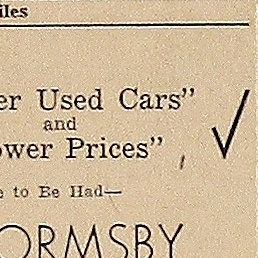 iles
er Used Cars”
and
ower Prices”
e to Be Had—
ORMSBY